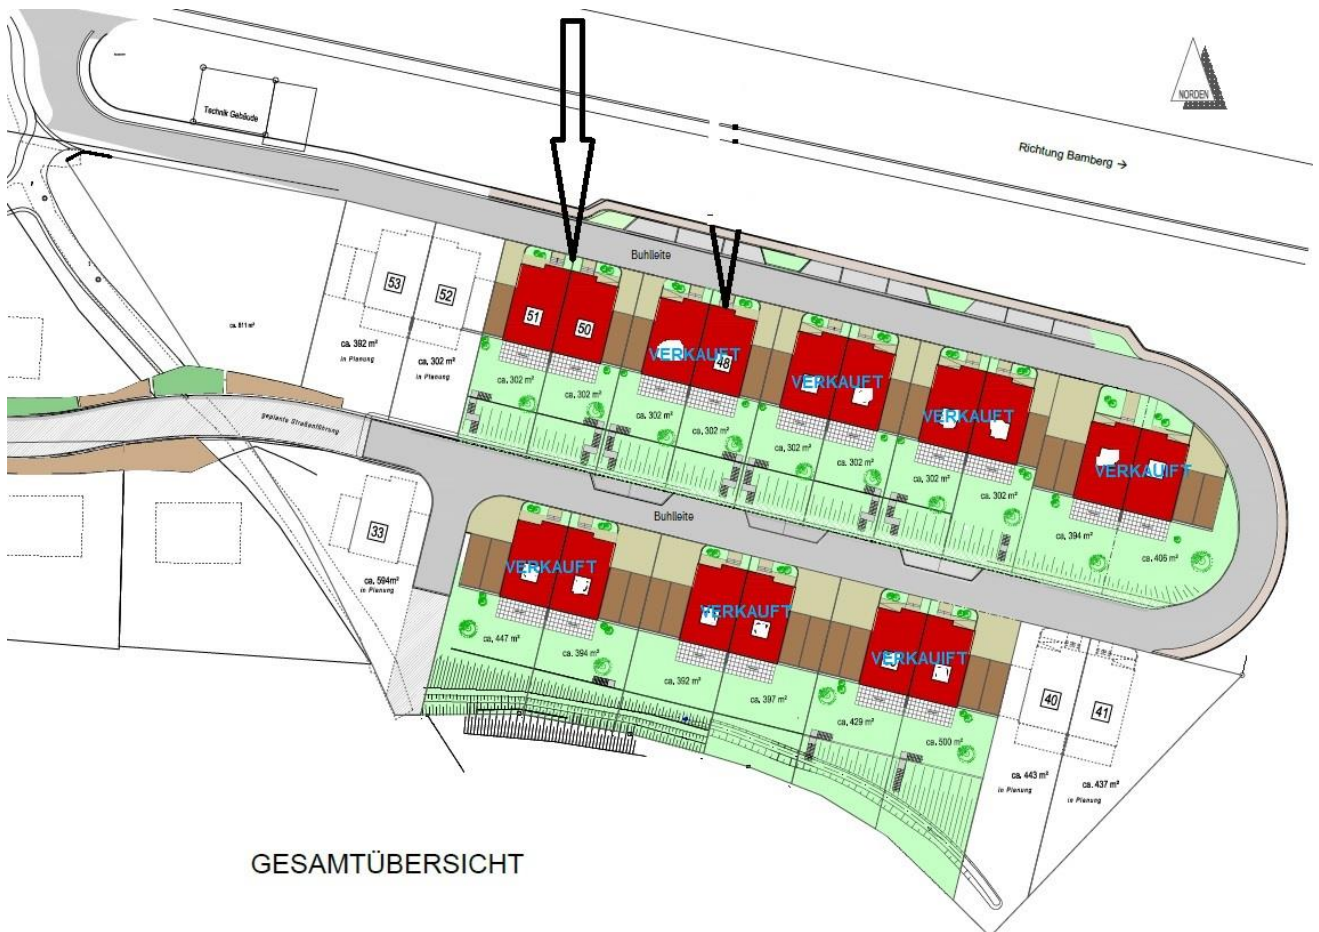 NORDEN
Technik Gebäude
Richtung Bamberg →
Buhlleite
53
52
51
50
48
VERKAUFT
VERKAUFT
VERKAUFT
VERKAUIFT
ca. 811 m²
ca. 392 m²
in Planung
ca. 302 m²
in Planung
ca. 302 m²
ca. 302 m²
ca. 302 m²
ca. 302 m²
ca. 302 m²
ca. 302 m²
ca. 302 m²
ca. 302 m²
ca. 394 m²
ca. 406 m²
geplante Straßenführung
Buhlleite
33
ca. 594m²
in Planung
VERKAUFT
VERKAUFT
VERKAUIFT
ca. 447 m²
ca. 394 m²
ca. 392 m²
ca. 397 m²
ca. 429 m²
ca. 500 m²
40
41
ca. 443 m²
in Planung
ca. 437 m²
in Planung
GESAMTÜBERSICHT